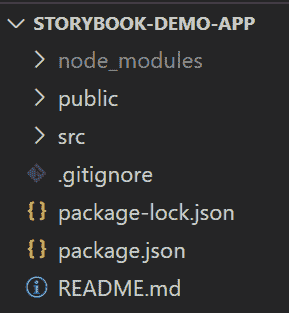 STORYBOOK-DEMO-APP
node_modules
public
src
.gitignore
package-lock.json
package.json
README.md